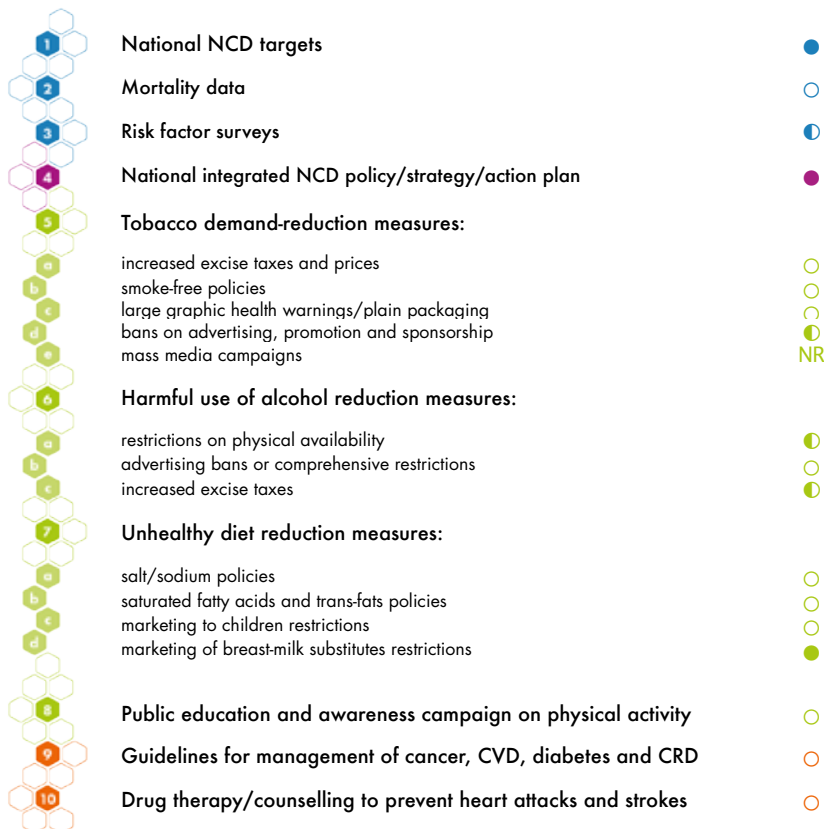 1 National NCD targets
2 Mortality data
3 Risk factor surveys
4 National integrated NCD policy/strategy/action plan
5 Tobacco demand-reduction measures:
a increased excise taxes and prices
b smoke-free policies
c large graphic health warnings/plain packaging
d bans on advertising, promotion and sponsorship
e mass media campaigns NR
6 Harmful use of alcohol reduction measures:
a restrictions on physical availability
b advertising bans or comprehensive restrictions
c increased excise taxes
7 Unhealthy diet reduction measures:
a salt/sodium policies
b saturated fatty acids and trans-fats policies
c marketing to children restrictions
d marketing of breast-milk substitutes restrictions
8 Public education and awareness campaign on physical activity
9 Guidelines for management of cancer, CVD, diabetes and CRD
10 Drug therapy/counselling to prevent heart attacks and strokes